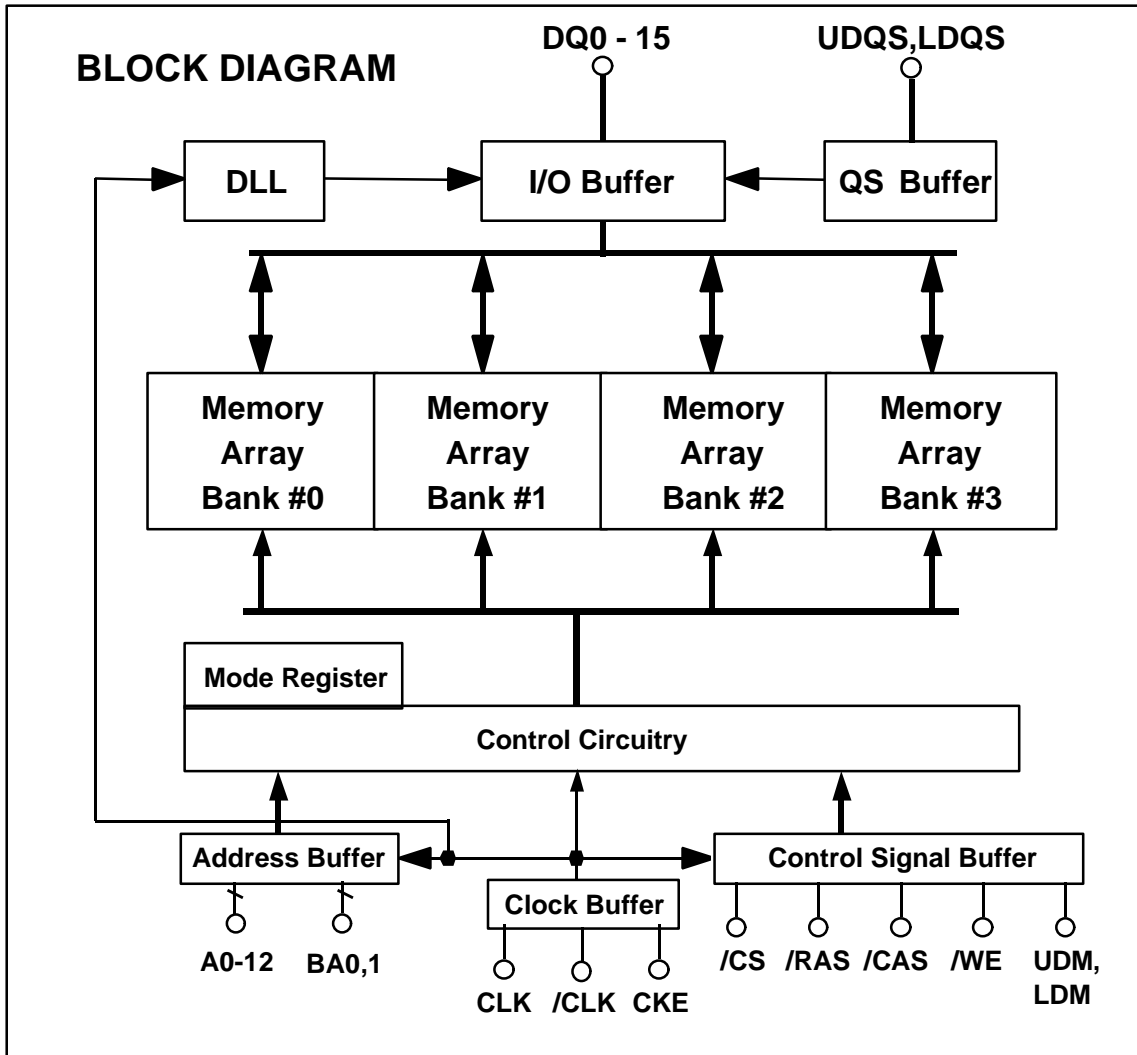 DQ0 - 15
UDQS,LDQS
BLOCK DIAGRAM
DLL
I/O Buffer
QS Buffer
Memory
Array
Bank #0
Memory
Array
Bank #1
Memory
Array
Bank #2
Memory
Array
Bank #3
Mode Register
Control Circuitry
Address Buffer
Control Signal Buffer
Clock Buffer
A0-12
BA0,1
CLK
/CLK
CKE
/CS
/RAS
/CAS
/WE
UDM,
LDM